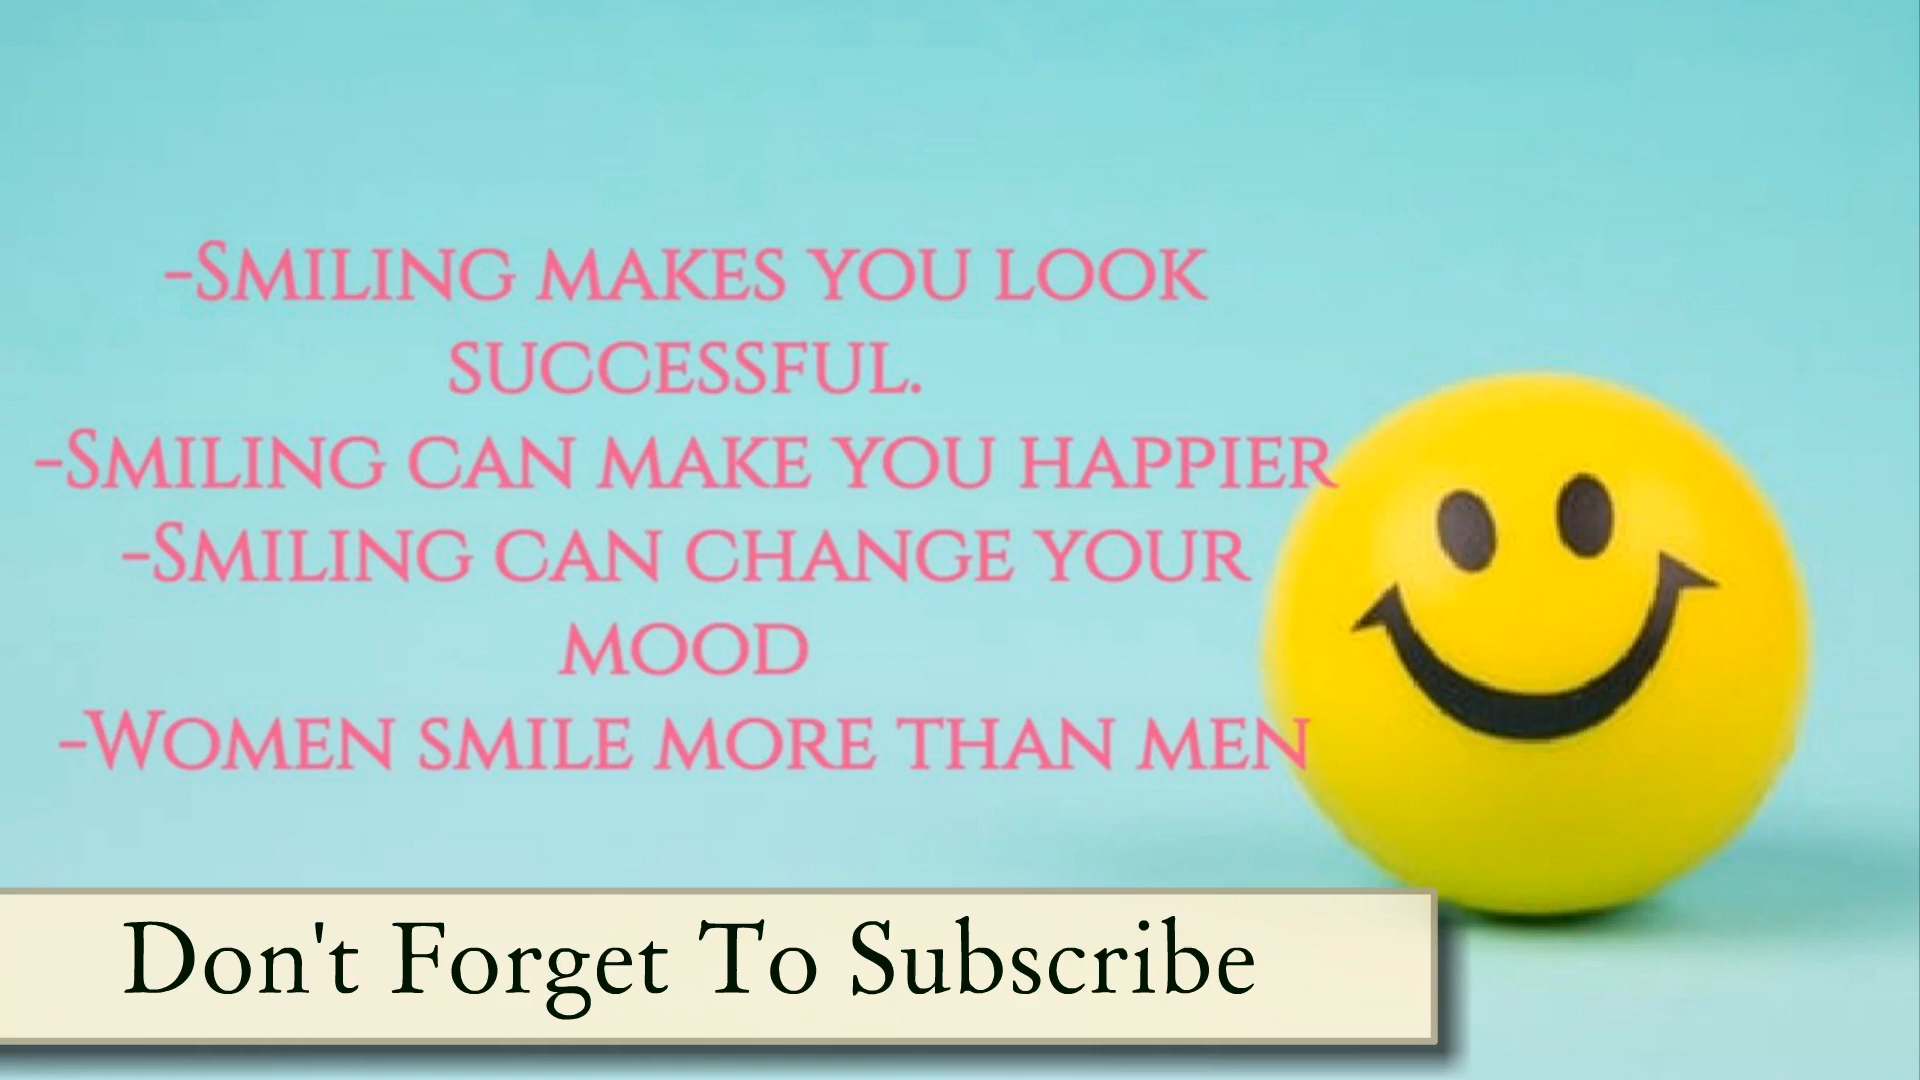 -Smiling makes you look
successful.
-Smiling can make you happier
-Smiling can change your
mood
-Women smile more than men
Don't Forget To Subscribe